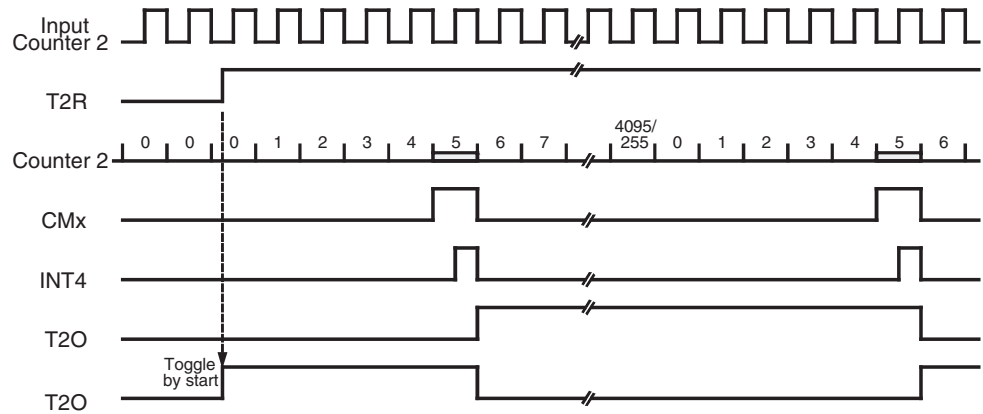 Input
Counter 2
T2R
4095/
0 0 0 1 2 3 4 5 6 7 255 0 1 2 3 4 5 6
Counter 2
CMx
INT4
T2O
Toggle
by start
T2O